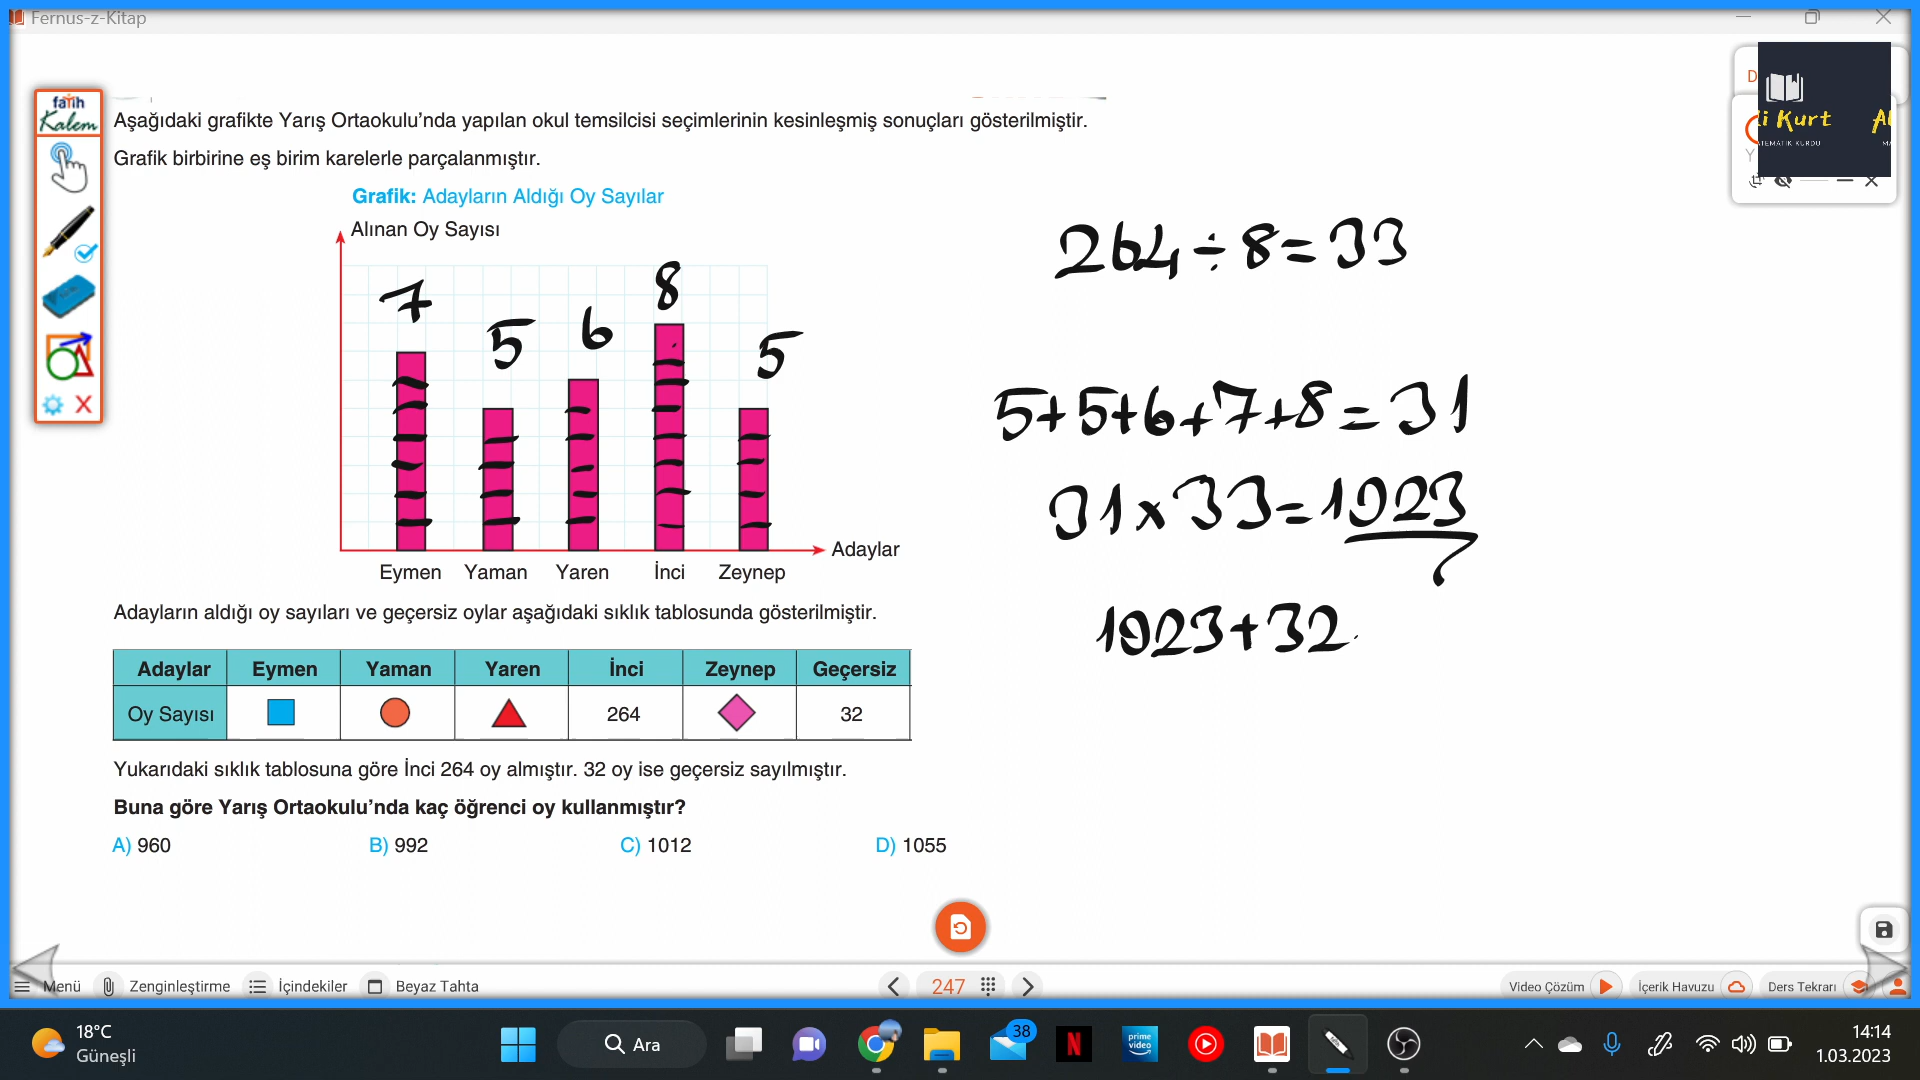 Fernus-z-Kitap
fatih
Kalem
Aşağıdaki grafikte Yarış Ortaokulu'nda yapılan okul temsilcisi seçimlerinin kesinleşmiş sonuçları gösterilmiştir.
Grafik birbirine eş birim karelerle parçalanmıştır.
Grafik: Adayların Aldığı Oy Sayılar
Alınan Oy Sayısı
7
5
6
8
5
Adaylar
Eymen Yaman Yaren İnci Zeynep
264÷8=33
5+5+6+7+8=31
31x33=1023
1023+32
Adayların aldığı oy sayıları ve geçersiz oylar aşağıdaki sıklık tablosunda gösterilmiştir.
Adaylar Eymen Yaman Yaren İnci Zeynep Geçersiz
Oy Sayısı 264 32
Yukarıdaki sıklık tablosuna göre İnci 264 oy almıştır. 32 oy ise geçersiz sayılmıştır.
Buna göre Yarış Ortaokulu'nda kaç öğrenci oy kullanmıştır?
A) 960 B) 992 C) 1012 D) 1055
i Kurt
Menü Zenginleştirme İçindekiler Beyaz Tahta 247 Video Çözüm İçerik Havuzu Ders Tekrarı
18°C
Güneşli
Ara
38
prime video
14:14
1.03.2023